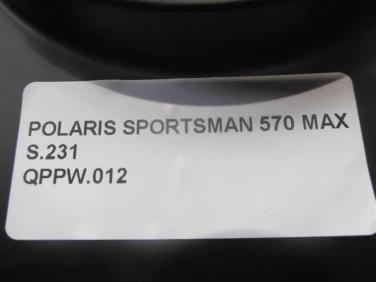 POLARIS SPORTSMAN 570 MAX
S.231
QPPW.012